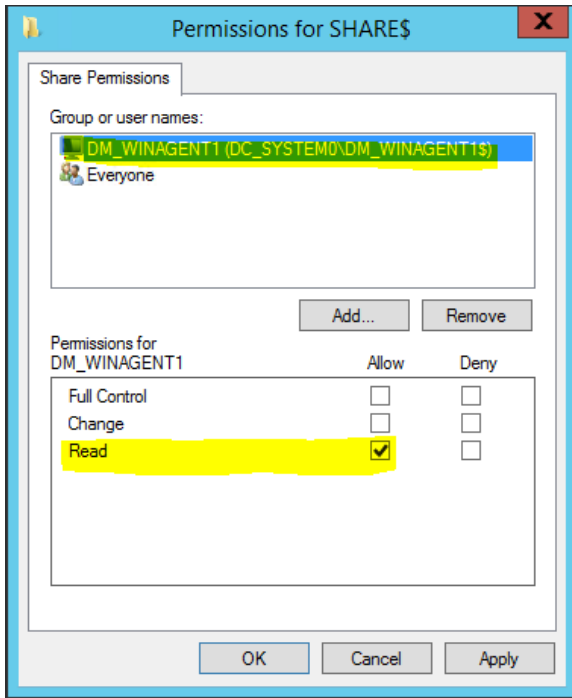 Permissions for SHARE$
X
Share Permissions
Group or user names:
DM_WINAGENT1 (DC_SYSTEM0\DM_WINAGENT1$)
Everyone
Add... Remove
Permissions for
DM_WINAGENT1 Allow Deny
Full Control
Change
Read
OK Cancel Apply